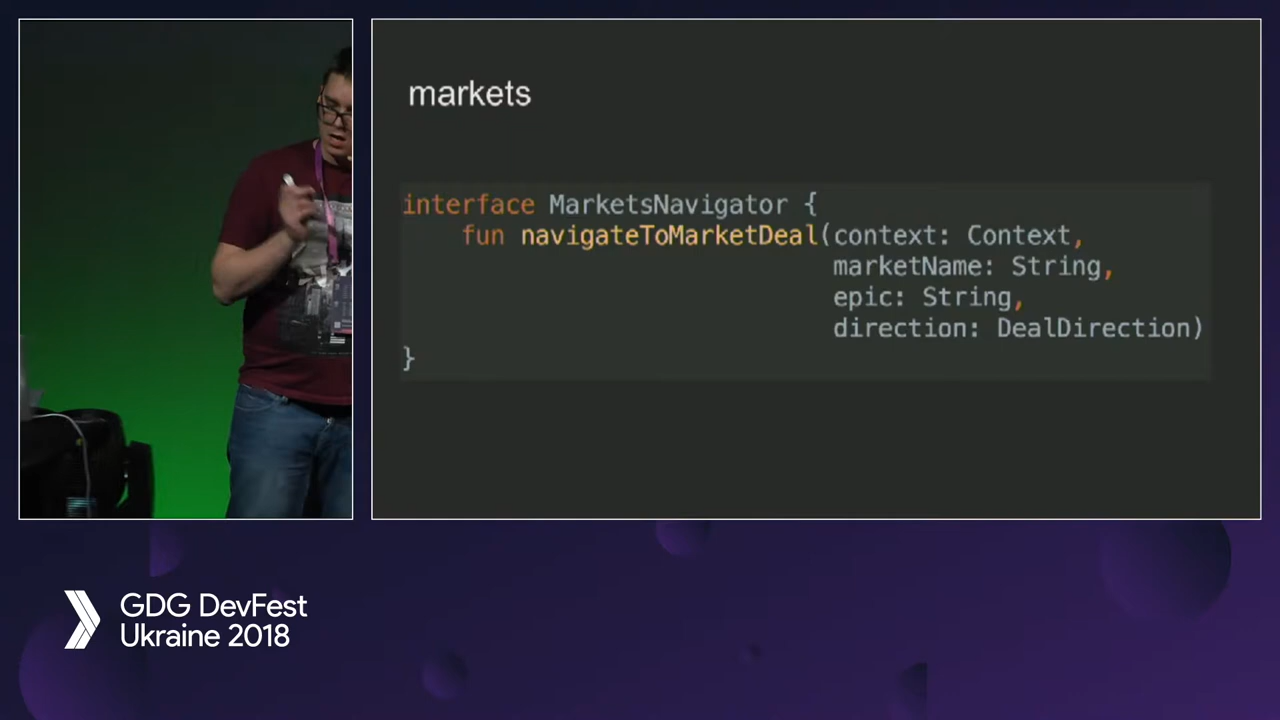 markets
interface MarketsNavigator {
fun navigateToMarketDeal(context: Context,
marketName: String,
epic: String,
direction: DealDirection)
}
GDG DevFest
Ukraine 2018